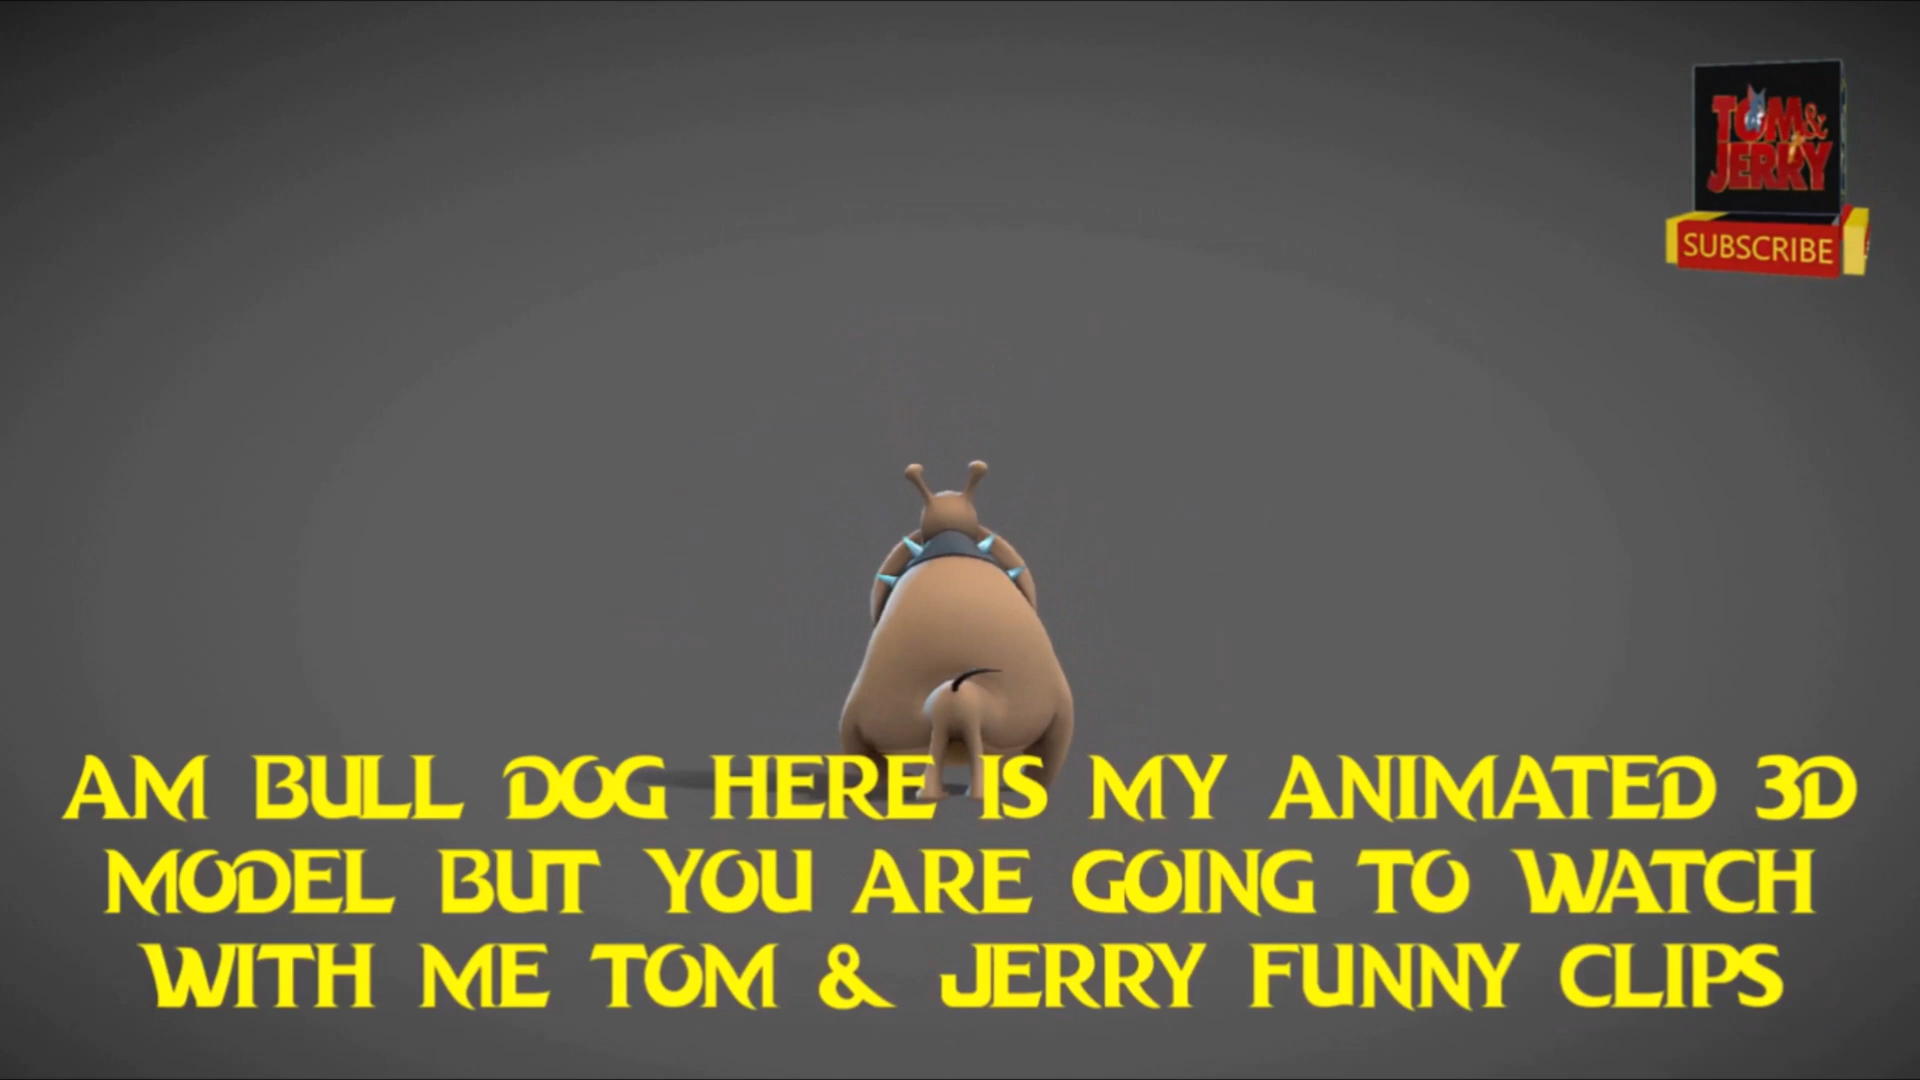 TOM&
JERRY
SUBSCRIBE
AM BULL DOG HERE IS MY ANIMATED 3D
MODEL BUT YOU ARE GOING TO WATCH
WITH ME TOM & JERRY FUNNY CLIPS